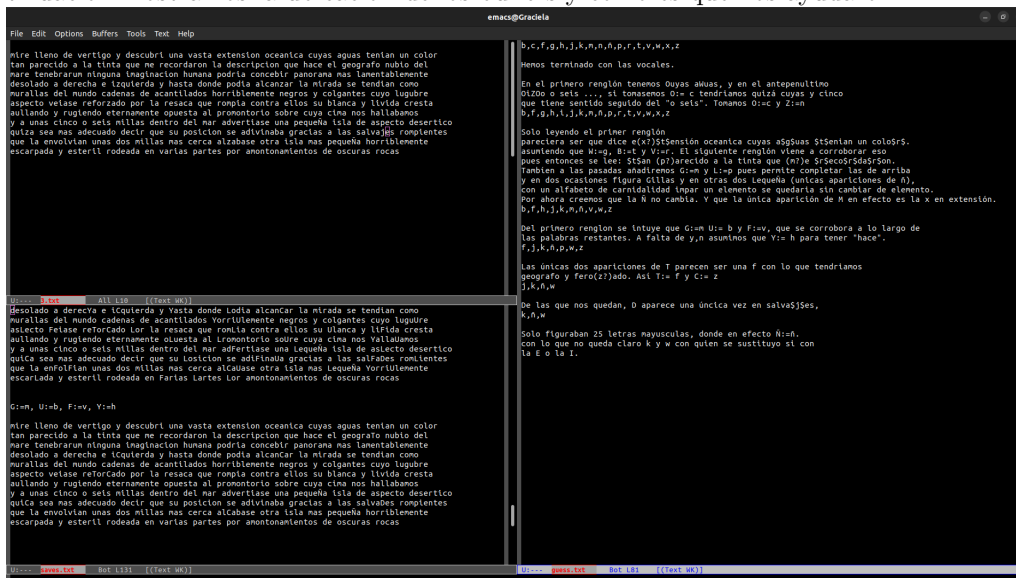 emacs@Graciela
File Edit Options Buffers Tools Text Help
mire lleno de vertigo y descubri una vasta extension oceanica cuyas aguas tenian un color
tan parecido a la tinta que me recordaron la descripcion que hace el geografo nubio del
mare tenebrarum ninguna imaginacion humana podria concebir panorama mas lamentablemente
desolado a derecha e izquierda y hasta donde podia alcanzar la mirada se tendian como
murallas del mundo cadenas de acantilados horriblemente negros y colgantes cuyo lugubre
aspecto veiase reforzado por la resaca que rompia contra ellos su blanca y livida cresta
aullando y rugiendo eternamente opuesta al promontorio sobre cuya cima nos hallabamos
y a unas cinco o seis millas dentro del mar advertiase una pequeña isla de aspecto desertico
quiza sea mas adecuado decir que su posicion se adivinaba gracias a las salvajes rompientes
que la envolvian unas dos millas mas cerca alzabase otra isla mas pequeña horriblemente
escarpada y esteril rodeada en varias partes por amontonamientos de oscuras rocas
U:--- 3.txt All L10 [(Text WK)]
desolado a derecYa e iCquierda y Yasta donde Lodia alcanCar la mirada se tendian como
murallas del mundo cadenas de acantilados YorriUlemente negros y colgantes cuyo luguUre
asLecto Feiase reTorCado Lor la resaca que romLia contra ellos su Ulanca y liFida cresta
aullando y rugiendo eternamente oLuesta al Lromontorio soUre cuya cima nos YallaUamos
y a unas cinco o seis millas dentro del mar adFertiase una LequeÑa isla de asLecto desertico
quiCa sea mas adecuado decir que su Losicion se adiFinaUa gracias a las salFaDes romLientes
que la enFolFian unas dos millas mas cerca alCaUase otra isla mas LequeÑa YorriUlemente
escarLada y esteril rodeada en Farias Lartes Lor amontonamientos de oscuras rocas
G:=m, U:=b, F:=v, Y:=h
mire lleno de vertigo y descubri una vasta extension oceanica cuyas aguas tenian un color
tan parecido a la tinta que me recordaron la descripcion que hace el geograTo nubio del
mare tenebrarum ninguna imaginacion humana podria concebir panorama mas lamentablemente
desolado a derecha e iCquierda y hasta donde podia alcanCar la mirada se tendian como
murallas del mundo cadenas de acantilados horriblemente negros y colgantes cuyo lugubre
aspecto veiase reTorCado por la resaca que rompia contra ellos su blanca y livida cresta
aullando y rugiendo eternamente opuesta al promontorio sobre cuya cima nos hallabamos
y a unas cinco o seis millas dentro del mar advertiase una pequeÑa isla de aspecto desertico
quiCa sea mas adecuado decir que su posicion se adivinaba gracias a las salvaDes rompientes
que la envolvian unas dos millas mas cerca alCabase otra isla mas pequeÑa horriblemente
escarpada y esteril rodeada en varias partes por amontonamientos de oscuras rocas
U:--- saves.txt Bot L131 [(Text WK)]
b,c,f,g,h,j,k,m,n,ñ,p,r,t,v,w,x,z
Hemos terminado con las vocales.
En el primero renglón tenemos Ouyas aWuas, y en el antepenultimo
OiZOo o seis ..., si tomasemos O:= c tendriamos quizá cuyas y cinco
que tiene sentido seguido del "o seis". Tomamos O:=c y Z:=n
b,f,g,h,i,j,k,m,ñ,p,r,t,v,w,x,z
Solo leyendo el primer renglón
pareciera ser que dice e(x?)$t$ensión oceanica cuyas a$g$uas $t$enian un colo$r$.
asumiendo que W:=g, B:=t y V:=r. El siguiente renglón viene a corroborar eso
pues entonces se lee: $t$an (p?)arecido a la tinta que (m?)e $r$eco$r$da$r$on.
Tambien a las pasadas añadiremos G:=m y L:=p pues permite completar las de arriba
y en dos ocasiones figura Gillas y en otras dos LequeÑa (unicas apariciones de ñ),
con un alfabeto de carnidalidad impar un elemento se quedaria sin cambiar de elemento.
Por ahora creemos que la Ñ no cambia. Y que la única aparición de M en efecto es la x en extensión.
b,f,h,j,k,m,ñ,v,w,z
Del primero renglon se intuye que G:=m U:= b y F:=v, que se corrobora a lo largo de
las palabras restantes. A falta de y,n asumimos que Y:= h para tener "hace".
f,j,k,ñ,p,w,z
Las únicas dos apariciones de T parecen ser una f con lo que tendriamos
geografo y fero(z?)ado. Asi T:= f y C:= z
j,k,ñ,w
De las que nos quedan, D aparece una úncica vez en salva$j$es,
k,ñ,w
Solo figuraban 25 letras mayusculas, donde en efecto Ñ:=ñ.
con lo que no queda claro k y w con quien se sustituyo si con
la E o la I.
U:--- guess.txt Bot L81 [(Text WK)]